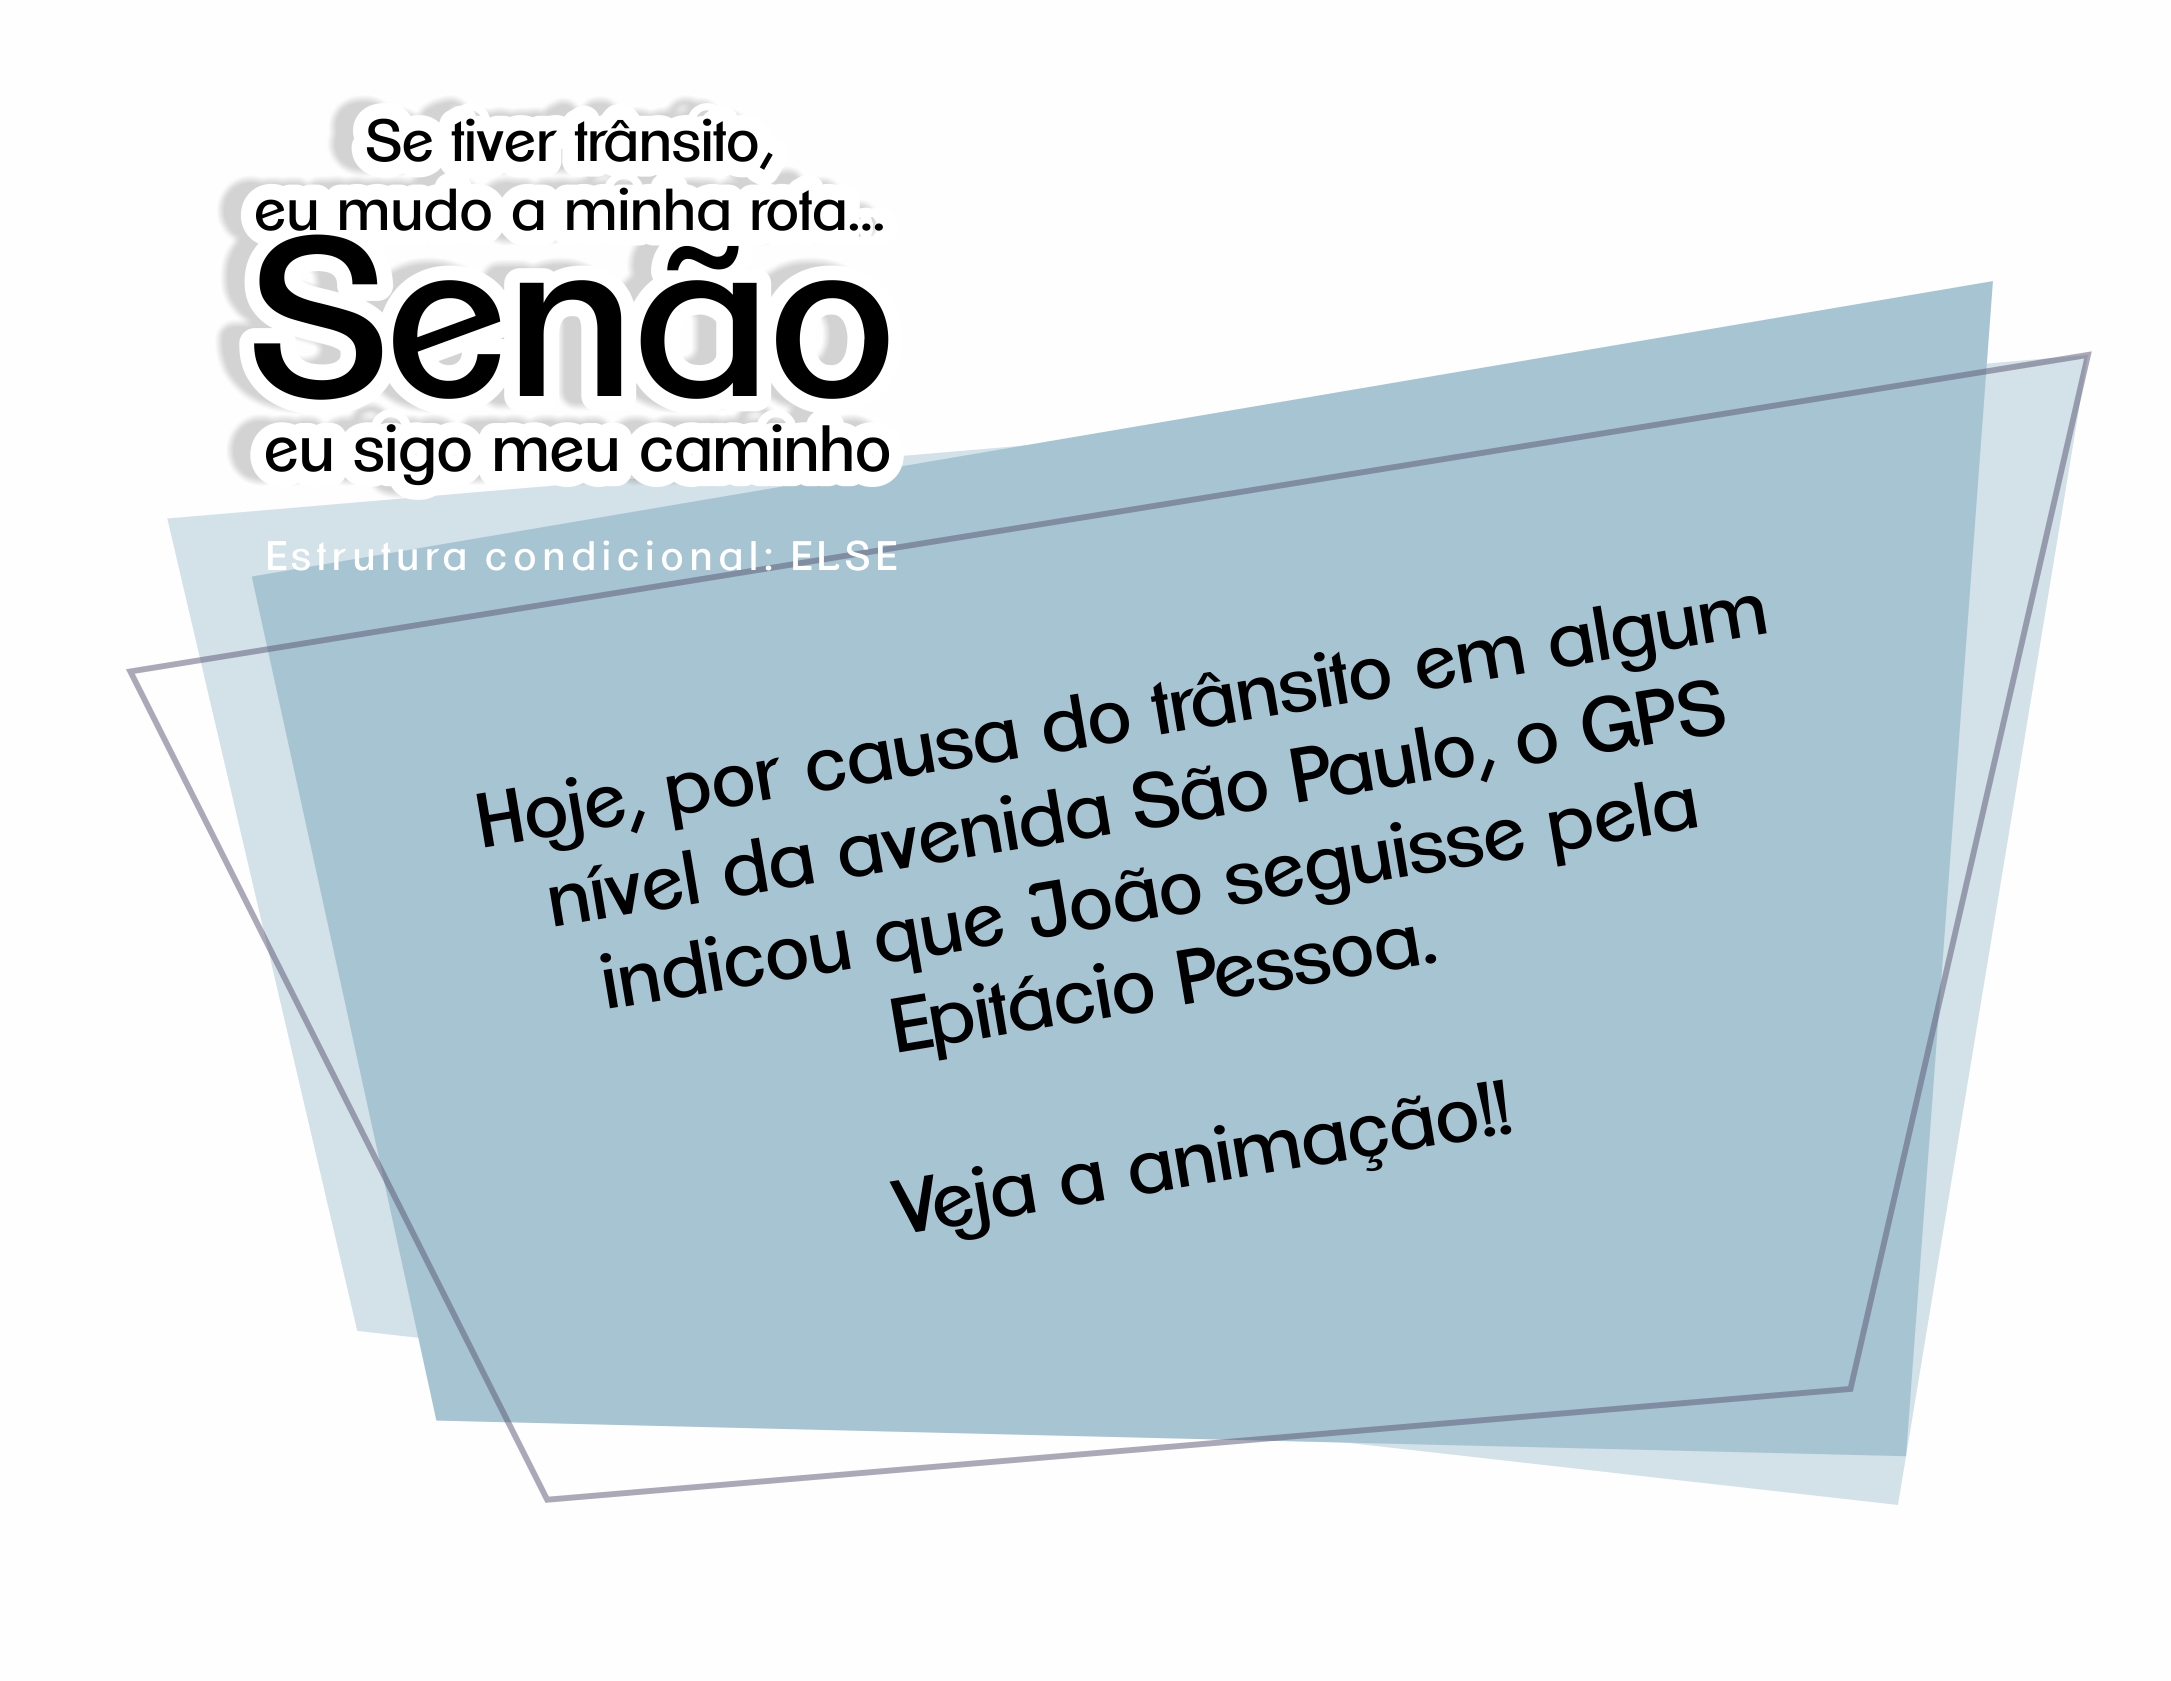 Se tiver trânsito,
eu mudo a minha rota...
Senão
eu sigo meu caminho
Estrutura condicional: ELSE
Hoje, por causa do trânsito em algum
nível da avenida São Paulo, o GPS
indicou que João seguisse pela
Epitácio Pessoa.
Veja a animação!!